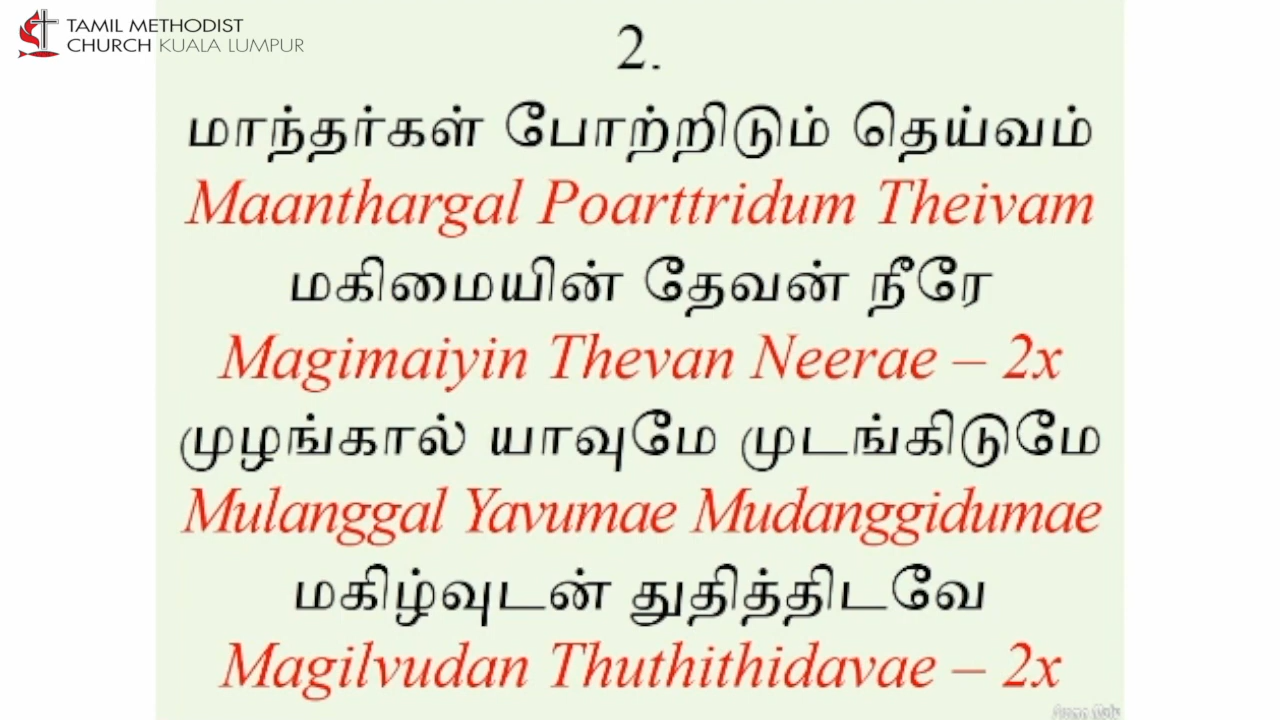 TAMIL METHODIST
CHURCH KUALA LUMPUR
2.
மாந்தர்கள் போற்றிடும் தெய்வம்
Maanthargal Poarttridum Theivam
மகிமையின் தேவன் நீரே
Magimaiyin Thevan Neerae – 2x
முழங்கால் யாவுமே முடங்கிடுமே
Mulanggal Yavumae Mudanggidumae
மகிழ்வுடன் துதித்திடவே
Magilvudan Thuthithidavae – 2x